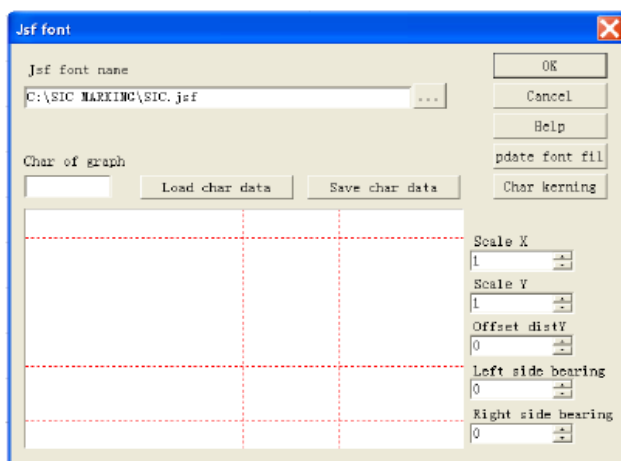 Jsf font
Jsf font name
C:\SIC MARKING\SIC.jsf
...
OK
Cancel
Help
pdate font fil
Char kerning
Char of graph
Load char data
Save char data
Scale X
1
Scale Y
1
Offset distY
0
Left side bearing
0
Right side bearing
0